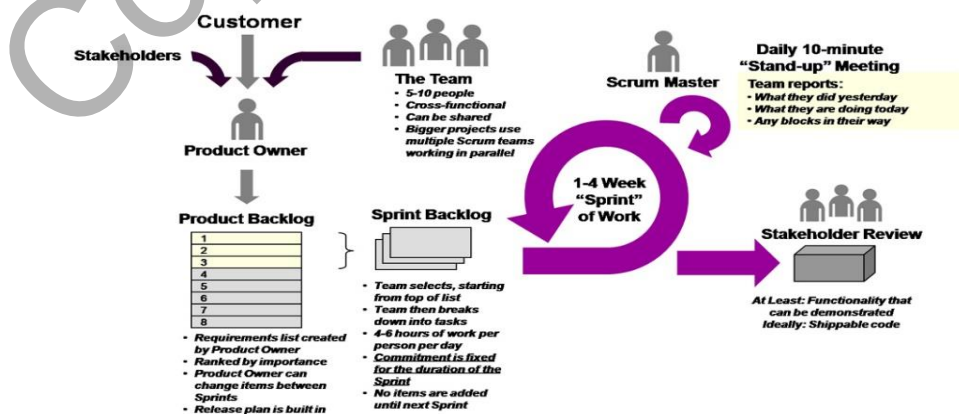 Customer
Stakeholders
The Team
• 5-10 people
• Cross-functional
• Can be shared
• Bigger projects use
multiple Scrum teams
working in parallel
Product Owner
Scrum Master
Daily 10-minute
“Stand-up” Meeting
Team reports:
• What they did yesterday
• What they are doing today
• Any blocks in their way
1-4 Week
“Sprint”
of Work
Product Backlog
1
2
3
4
5
6
7
8
• Requirements list created
by Product Owner
• Ranked by importance
• Product Owner can
change items between
Sprints
• Release plan is built in
Sprint Backlog
• Team selects, starting
from top of list
• Team then breaks
down into tasks
• 4-6 hours of work per
person per day
• Commitment is fixed
for the duration of the
Sprint
• No items are added
until next Sprint
Stakeholder Review
At Least: Functionality that
can be demonstrated
Ideally: Shippable code